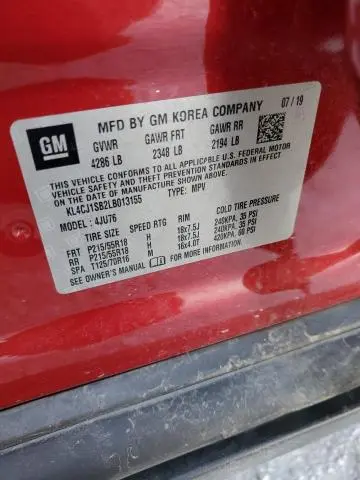 GM
MFD BY GM KOREA COMPANY 07 / 19
GVWR GAWR FRT GAWR RR
4286 LB 2348 LB 2194 LB
THIS VEHICLE CONFORMS TO ALL APPLICABLE U.S. FEDERAL MOTOR
VEHICLE SAFETY AND THEFT PREVENTION STANDARDS IN EFFECT
ON THE DATE OF MANUFACTURE SHOWN ABOVE.
KL4CJ1SB2LB013155 TYPE: MPV
MODEL: 4JU76
TIRE SIZE SPEED RTG RIM COLD TIRE PRESSURE
FRT P215/55R18 H 18x7.5J 240KPA, 35 PSI
RR P215/55R18 H 18x7.5J 240KPA, 35 PSI
SPA T125/70R16 M 16x4.0T 420KPA, 60 PSI
SEE OWNER'S MANUAL FOR ADDITIONAL INFORMATION